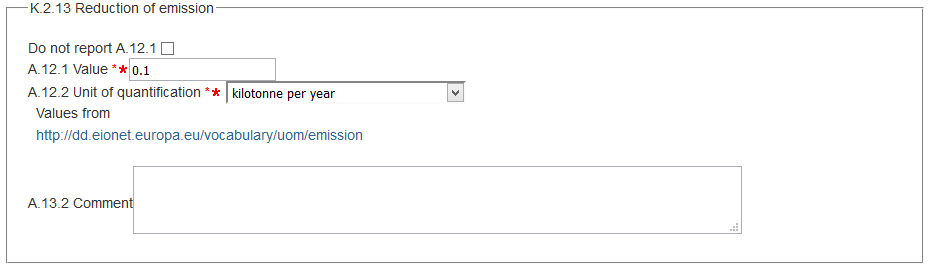 K.2.13 Reduction of emission
Do not report A.12.1
A.12.1 Value ** 0.1
A.12.2 Unit of quantification ** kilotonne per year
Values from
http://dd.eionet.europa.eu/vocabulary/uom/emission
A.13.2 Comment